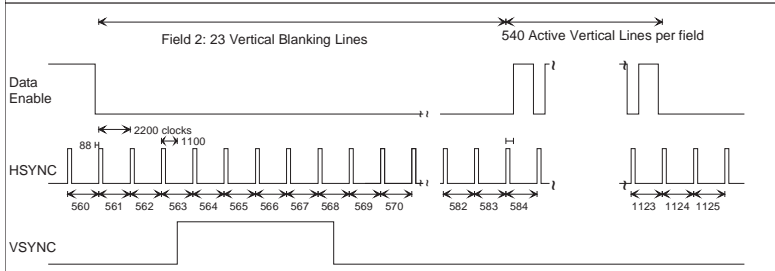 Field 2: 23 Vertical Blanking Lines
540 Active Vertical Lines per field
Data
Enable
2200 clocks
88
1100
HSYNC
560 561 562 563 564 565 566 567 568 569 570 582 583 584 1123 1124 1125
VSYNC